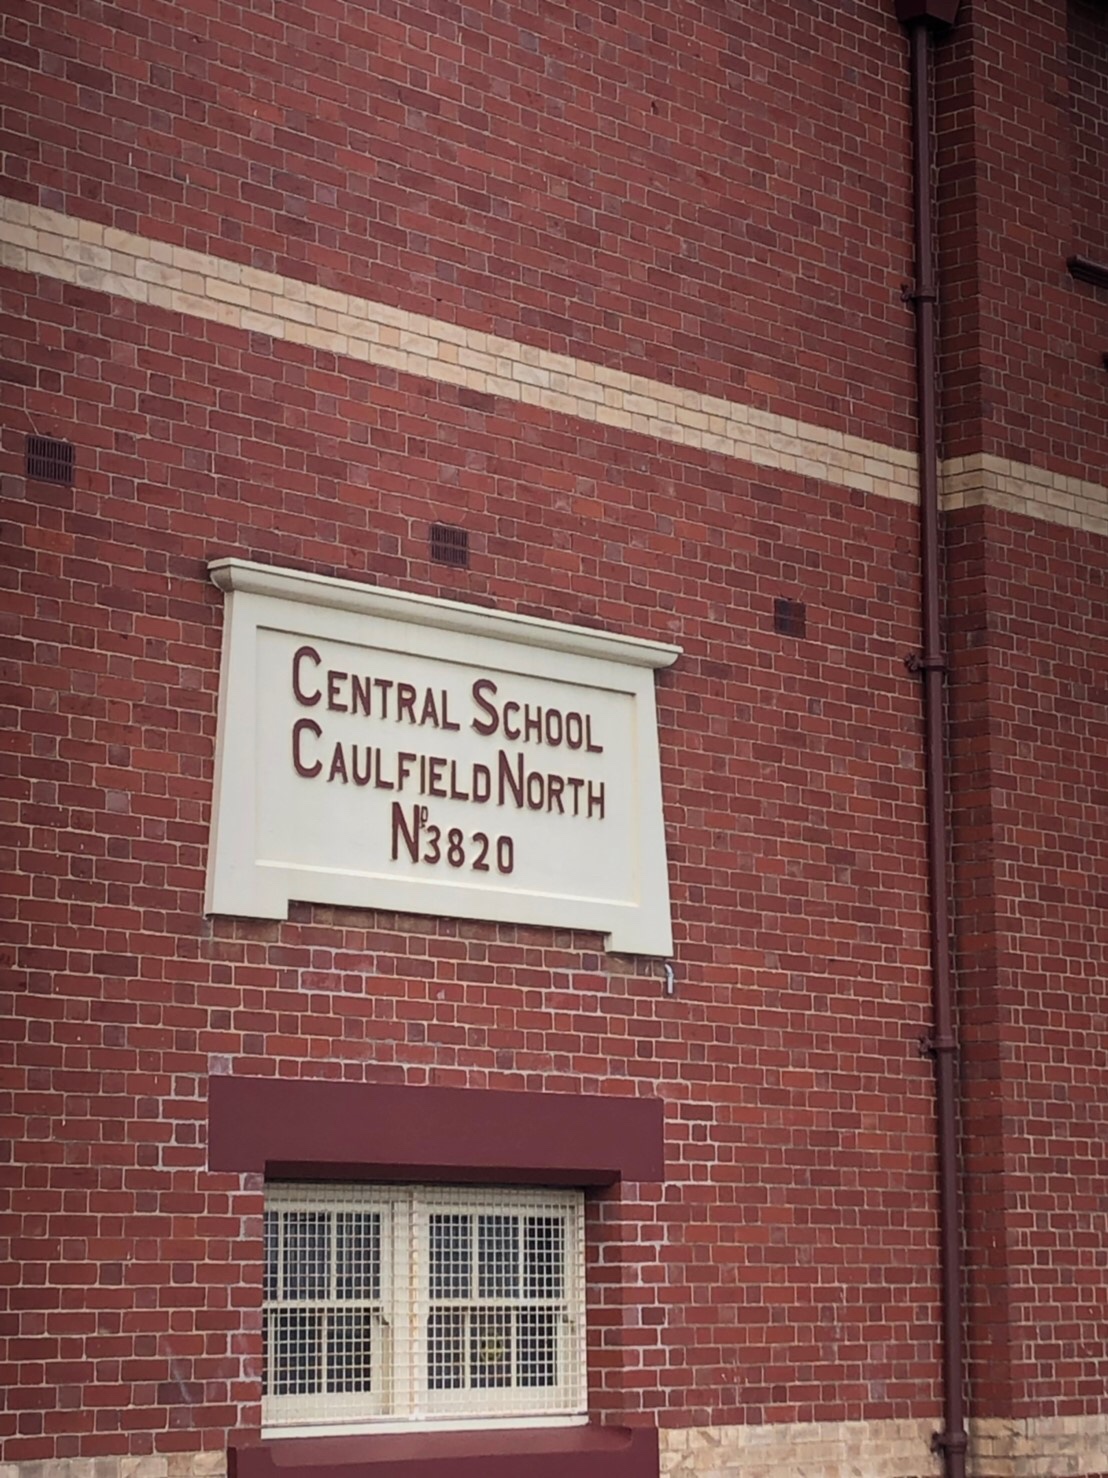 Central School
Caulfield North
Nº 3820